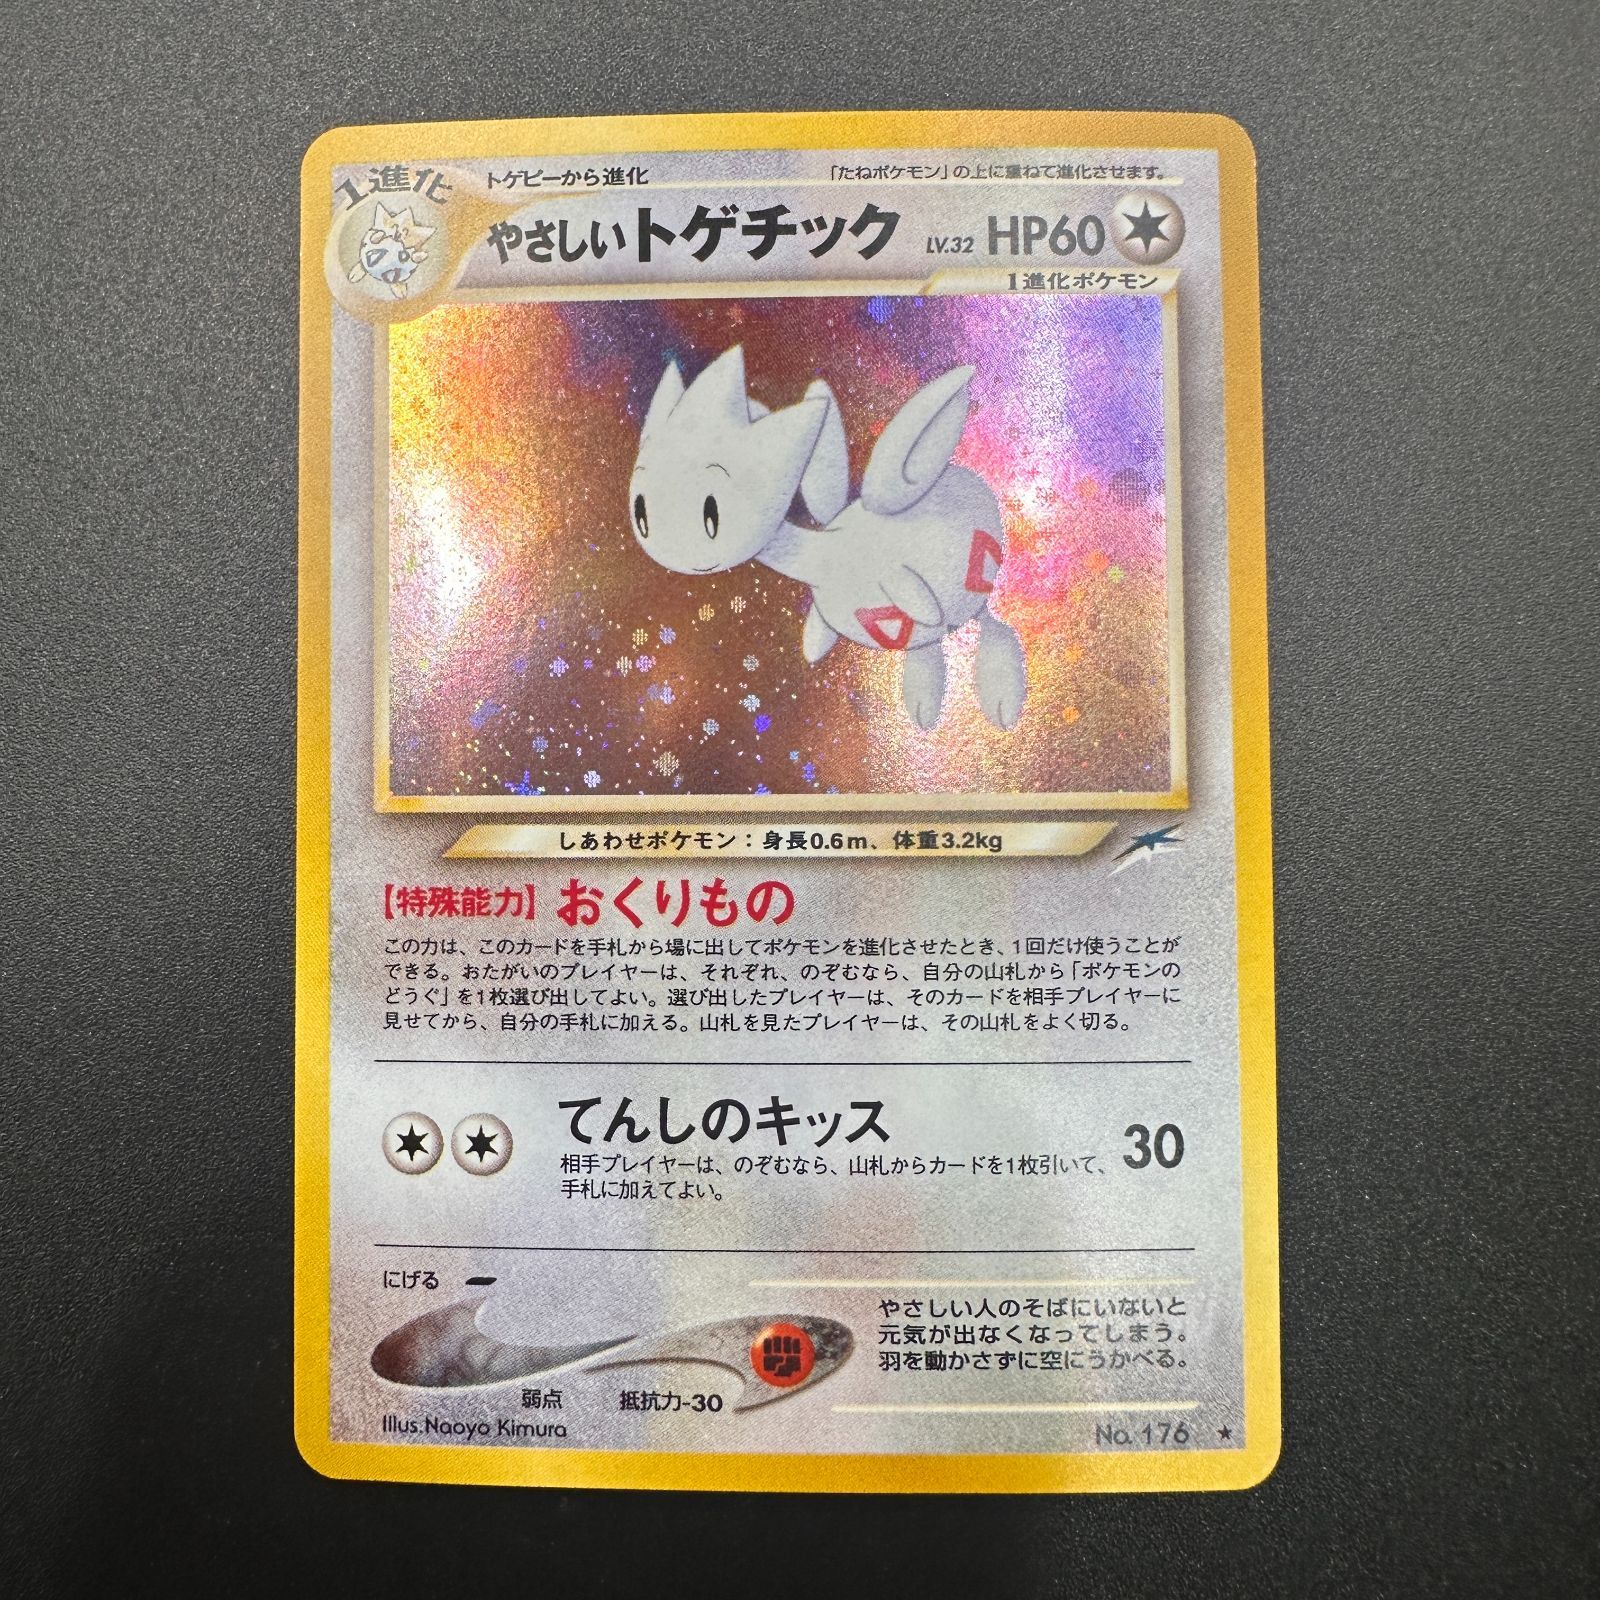 1進化
トゲピーから進化
「たねポケモン」の上に重ねて進化させます。
やさしいトゲチック LV.32 HP60
1進化ポケモン
しあわせポケモン：身長0.6m、体重3.2kg
【特殊能力】おくりもの
この力は、このカードを手札から場に出してポケモンを進化させたとき、1回だけ使うことが
できる。おたがいのプレイヤーは、それぞれ、のぞむなら、自分の山札から「ポケモンの
どうぐ」を1枚選び出してよい。選び出したプレイヤーは、そのカードを相手プレイヤーに
見せてから、自分の手札に加える。山札を見たプレイヤーは、その山札をよく切る。
てんしのキッス 30
相手プレイヤーは、のぞむなら、山札からカードを1枚引いて、
手札に加えてよい。
にげる
弱点
抵抗力-30
やさしい人のそばにいないと
元気が出なくなってしまう。
羽を動かさずに空にうかべる。
Illus.Naoyo Kimura
No.176 ★